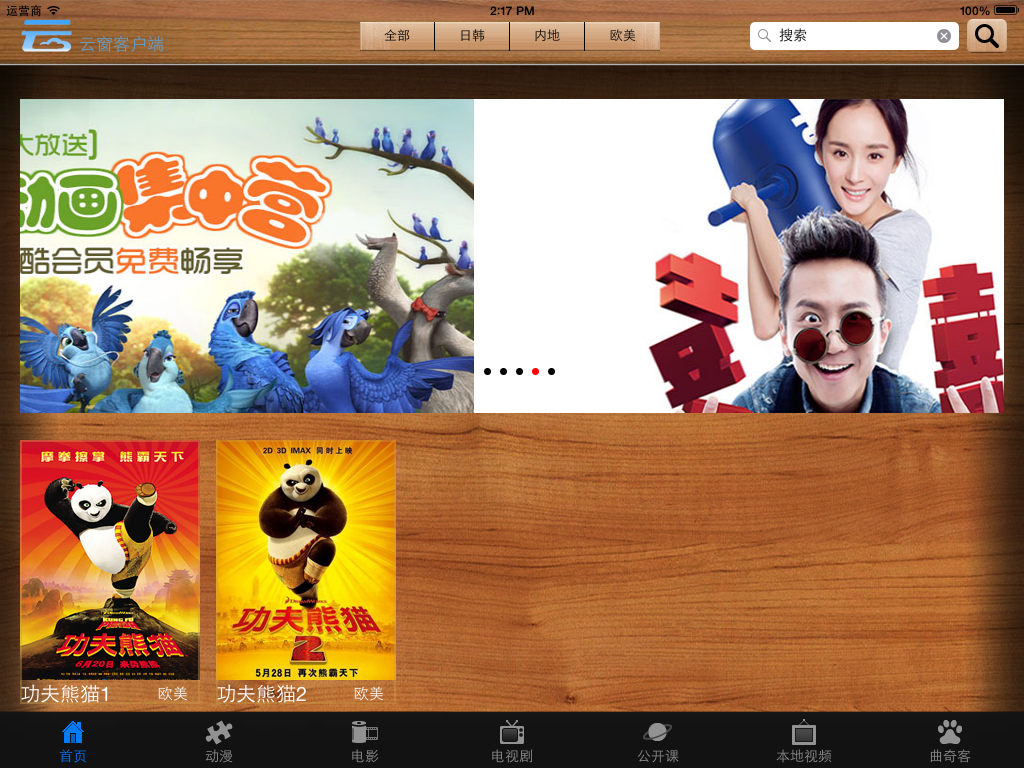 运营商
2:17 PM
100%
云窗客户端
全部
日韩
内地
欧美
搜索
大放送]
动画集中营
酷会员免费畅享
摩拳擦掌 熊霸天下
KUNG FU
PANDA
功夫熊猫
2D 3D IMAX 同时上映
功夫熊猫
2
5月28日 再次熊霸天下
功夫熊猫1
欧美
功夫熊猫2
欧美
首页
动漫
电影
电视剧
公开课
本地视频
曲奇客